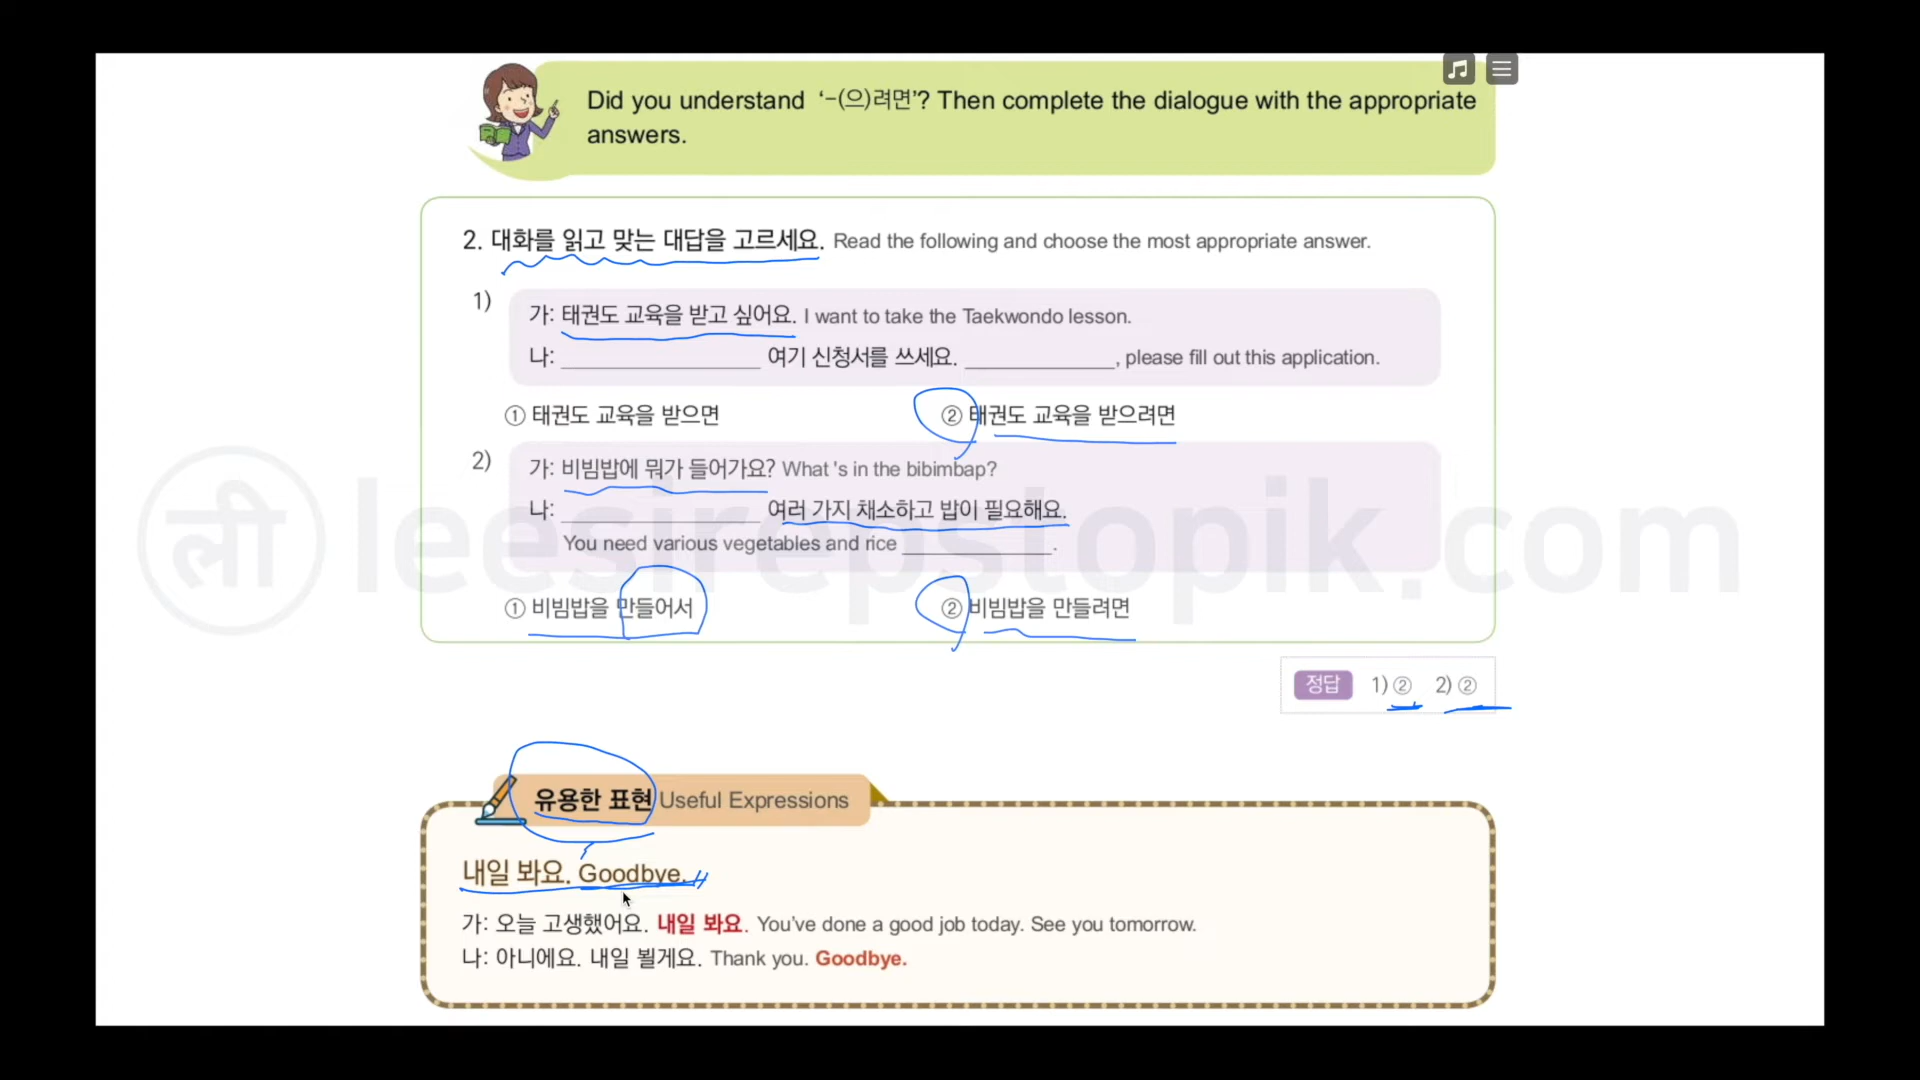 Did you understand ‘-(으)려면’? Then complete the dialogue with the appropriate
answers.
2. 대화를 읽고 맞는 대답을 고르세요. Read the following and choose the most appropriate answer.
1)
가: 태권도 교육을 받고 싶어요. I want to take the Taekwondo lesson.
나: ____________ 여기 신청서를 쓰세요. ____________, please fill out this application.
① 태권도 교육을 받으면 ② 태권도 교육을 받으려면
2)
가: 비빔밥에 뭐가 들어가요? What 's in the bibimbap?
나: ____________ 여러 가지 채소하고 밥이 필요해요.
You need various vegetables and rice ____________.
① 비빔밥을 만들어서 ② 비빔밥을 만들려면
ली leesirepstopik.com
정답 1) ② 2) ②
유용한 표현 Useful Expressions
내일 봐요. Goodbye.
가: 오늘 고생했어요. 내일 봐요. You’ve done a good job today. See you tomorrow.
나: 아니에요. 내일 뵐게요. Thank you. Goodbye.